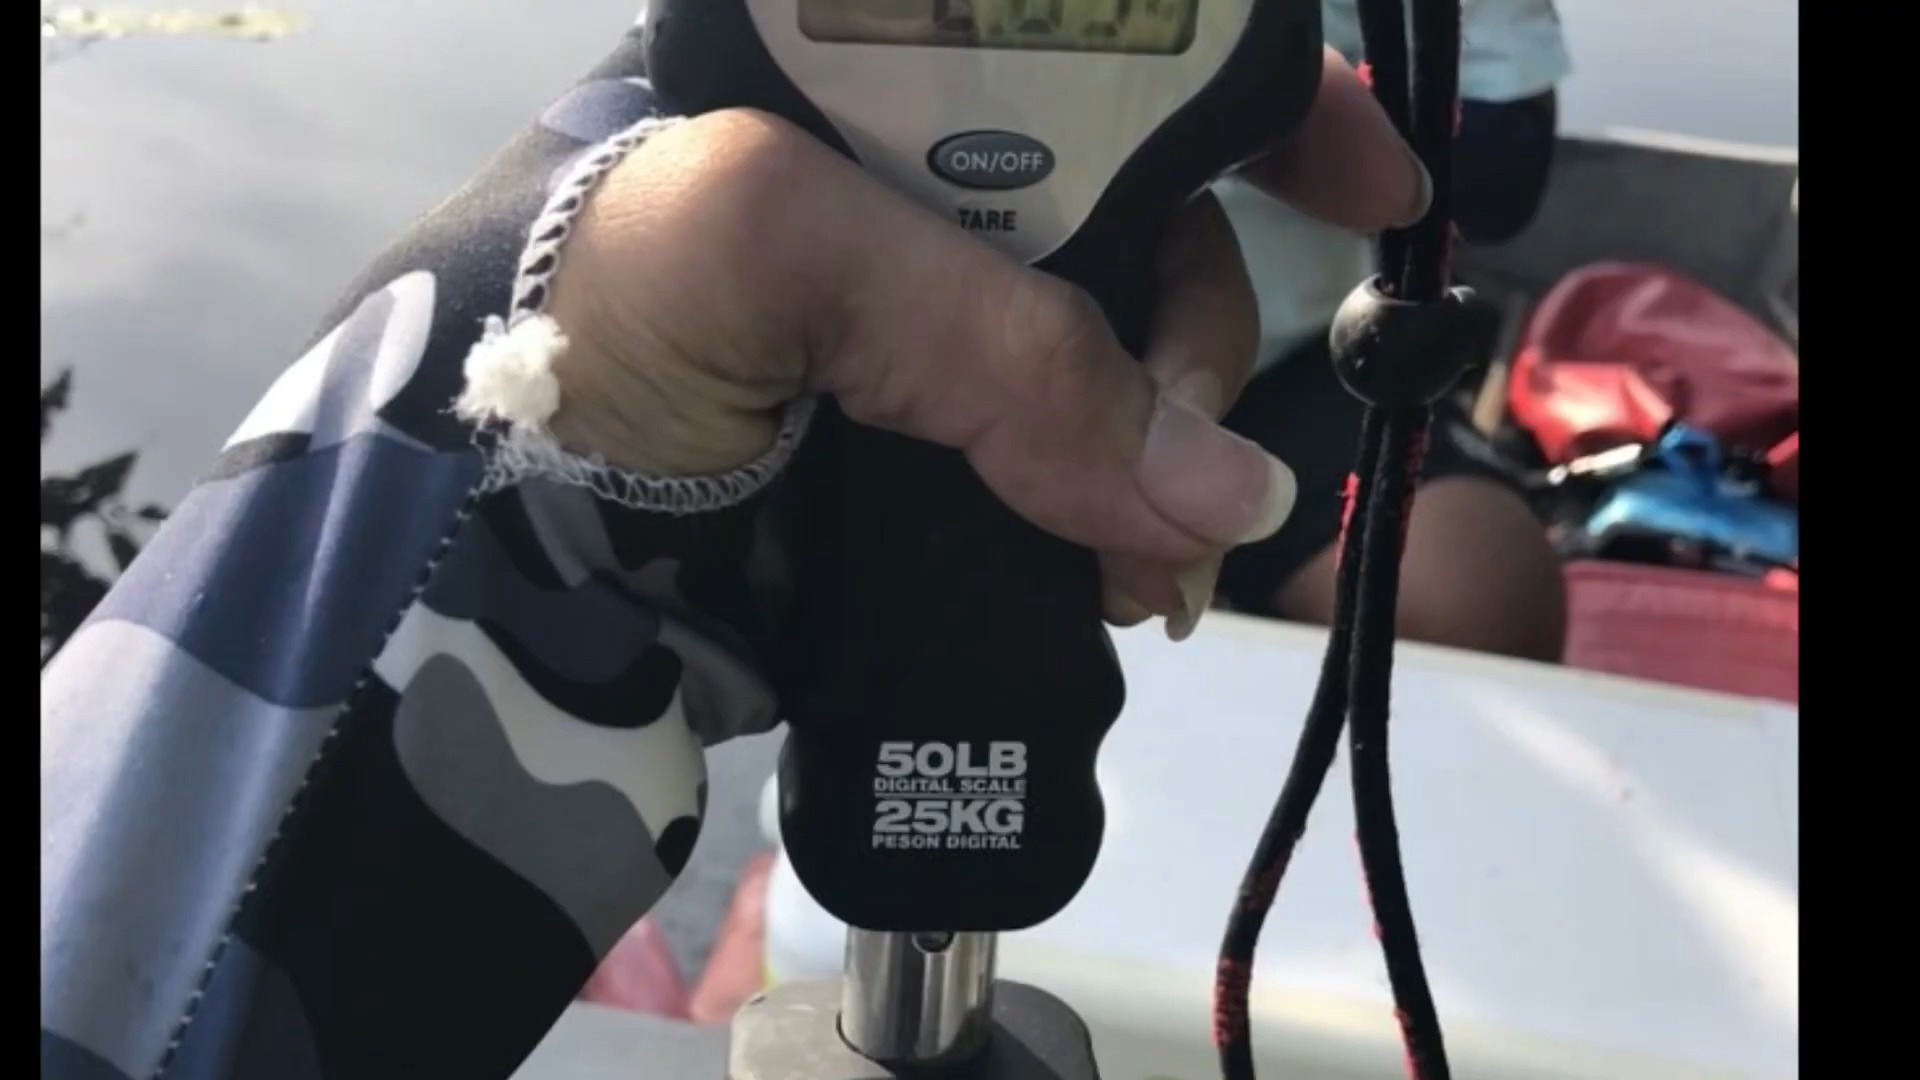 ON/OFF
TARE
50LB
DIGITAL SCALE
25KG
PESON DIGITAL